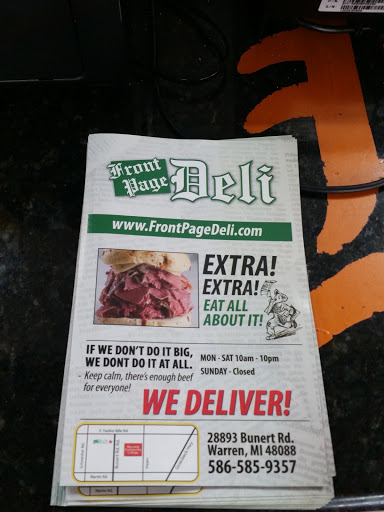 Front
Page
Deli
www.FrontPageDeli.com
EXTRA!
EXTRA!
EAT ALL
ABOUT IT!
IF WE DON'T DO IT BIG,
WE DONT DO IT AT ALL.
- Keep calm, there's enough beef
for everyone!
MON - SAT 10am - 10pm
SUNDAY - Closed
WE DELIVER!
28893 Bunert Rd.
Warren, MI 48088
586-585-9357